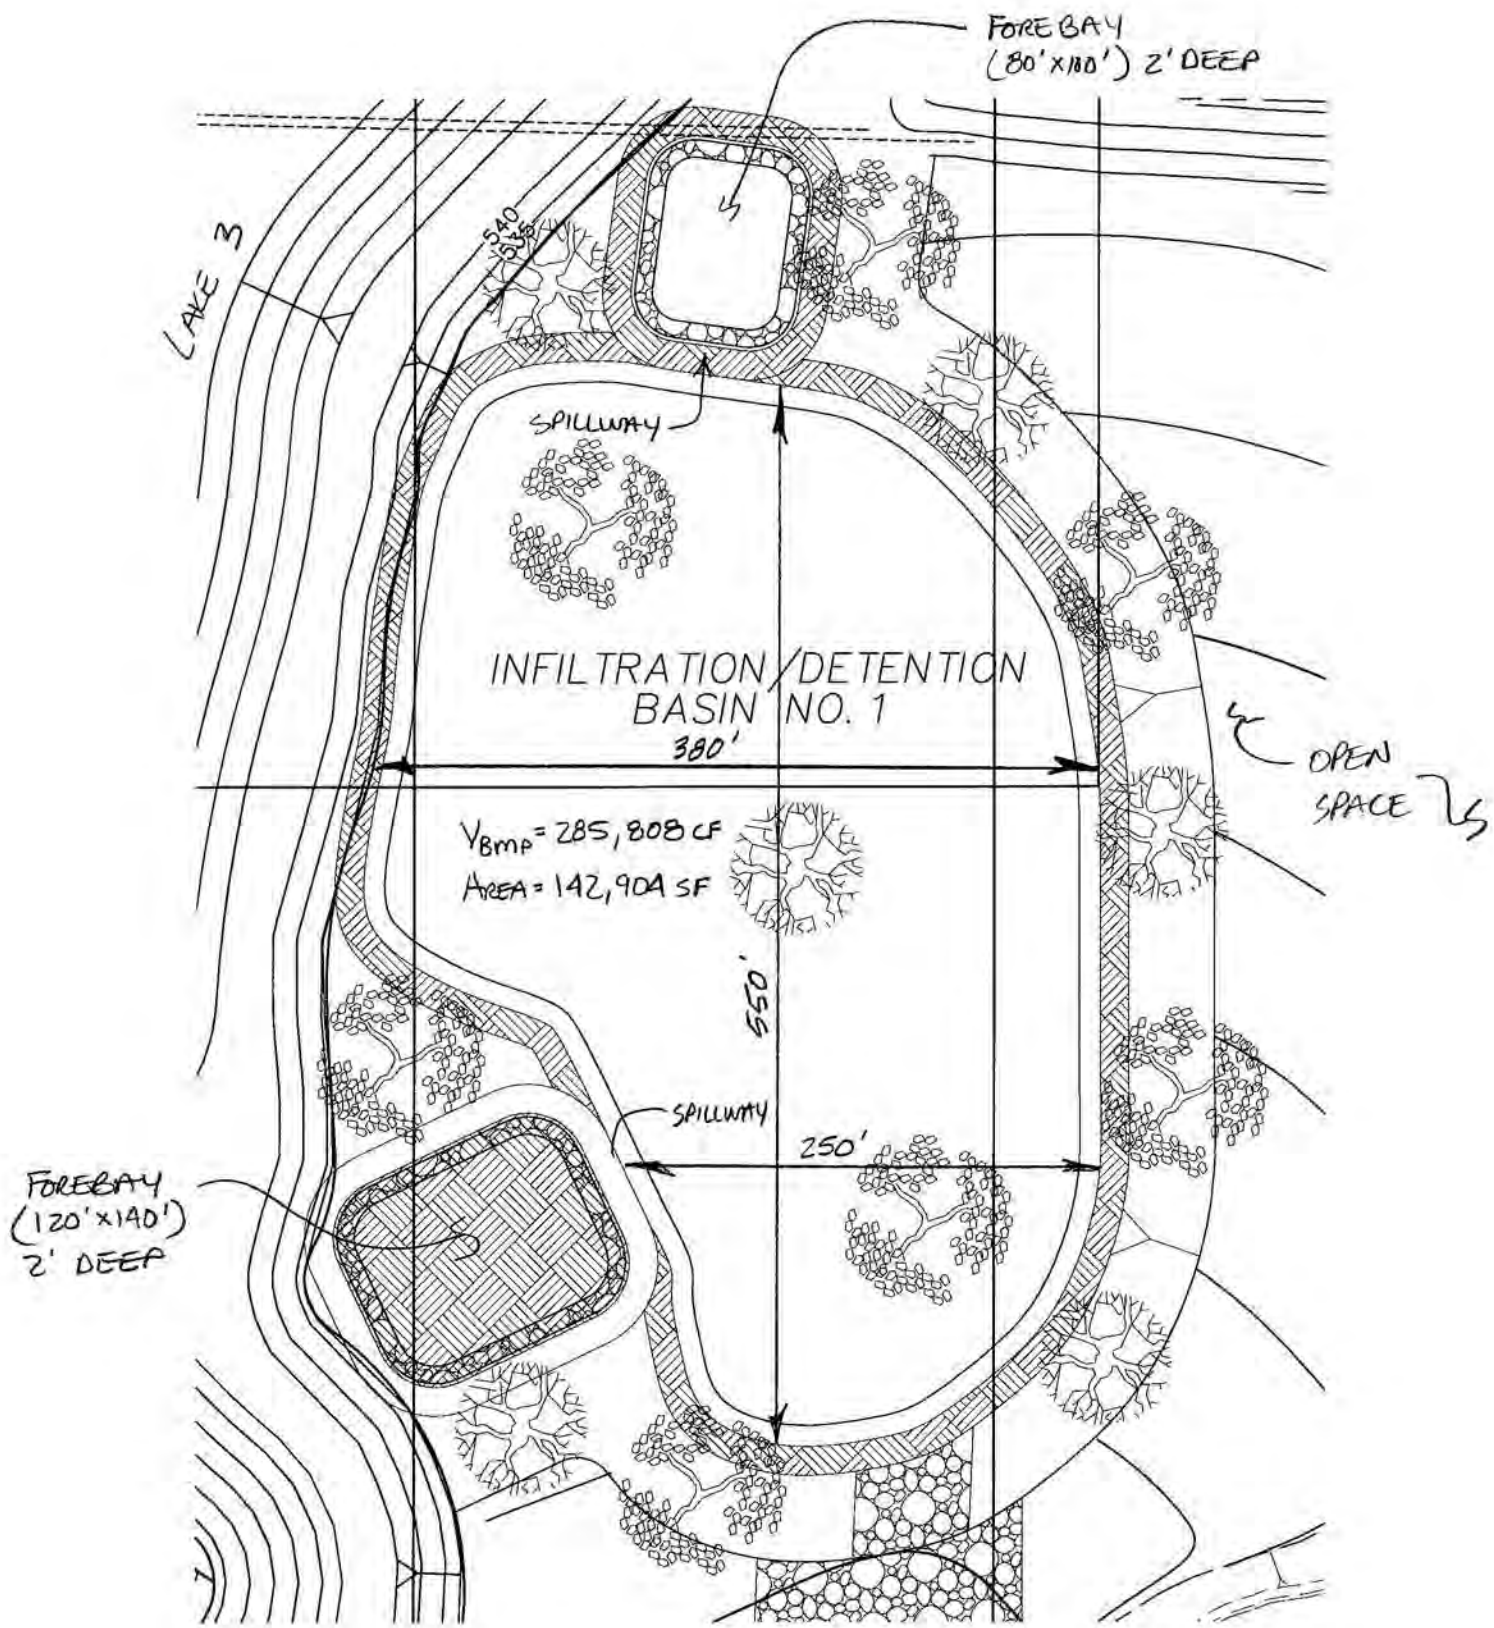 FOREBAY
(80'X100') 2' DEEP
LAKE 3
540
535
SPILLWAY
INFILTRATION/DETENTION
BASIN NO. 1
380'
OPEN
SPACE
VBMP = 285,808 CF
AREA = 142,904 SF
550'
SPILLWAY
250'
FOREBAY
(120'X140')
2' DEEP